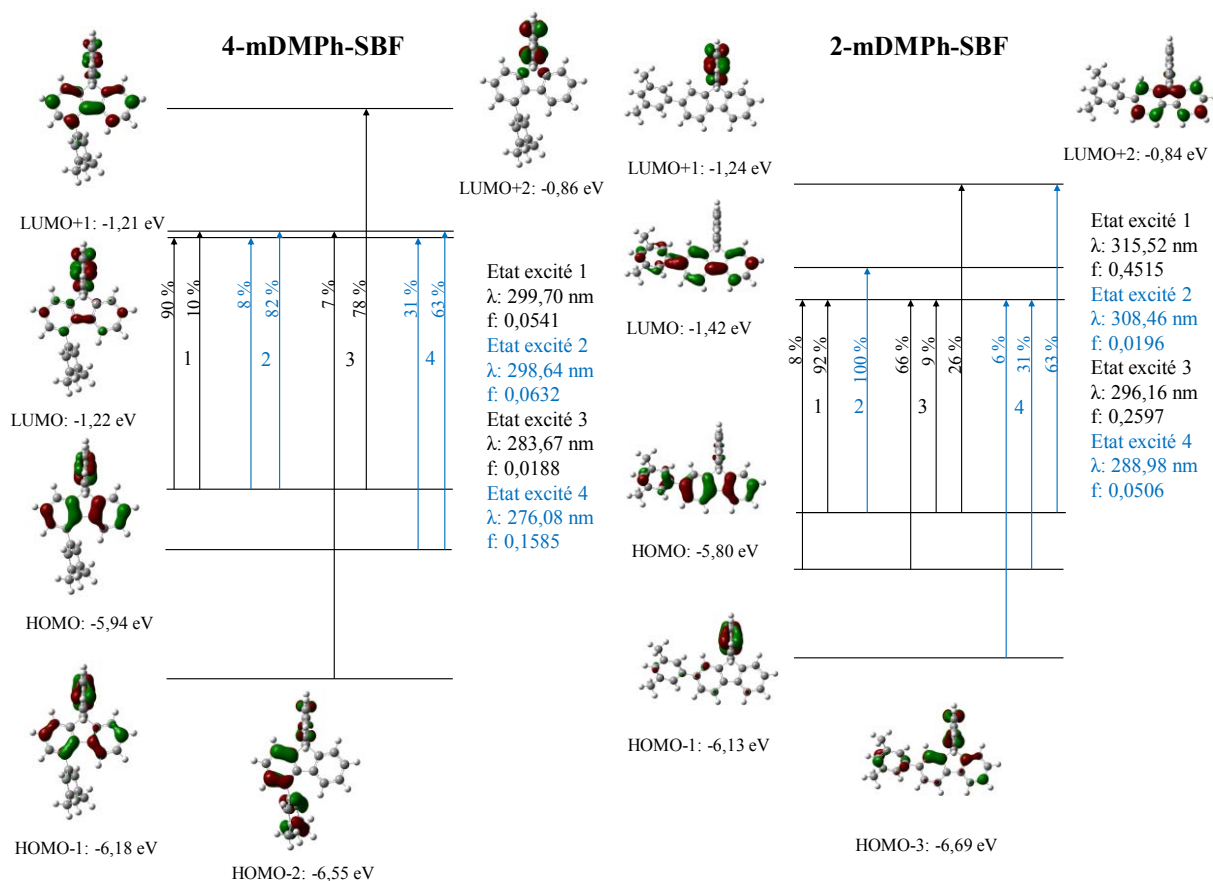 4-mDMPh-SBF
LUMO+2: -0,86 eV
LUMO+1: -1,21 eV
LUMO: -1,22 eV
HOMO: -5,94 eV
HOMO-1: -6,18 eV
HOMO-2: -6,55 eV
90 %
10 %
8 %
82 %
7 %
78 %
31 %
63 %
1
2
3
4
Etat excité 1
λ: 299,70 nm
f: 0,0541
Etat excité 2
λ: 298,64 nm
f: 0,0632
Etat excité 3
λ: 283,67 nm
f: 0,0188
Etat excité 4
λ: 276,08 nm
f: 0,1585
2-mDMPh-SBF
LUMO+1: -1,24 eV
LUMO+2: -0,84 eV
LUMO: -1,42 eV
HOMO: -5,80 eV
HOMO-1: -6,13 eV
HOMO-3: -6,69 eV
8 %
92 %
100 %
66 %
9 %
26 %
6 %
31 %
63 %
1
2
3
4
Etat excité 1
λ: 315,52 nm
f: 0,4515
Etat excité 2
λ: 308,46 nm
f: 0,0196
Etat excité 3
λ: 296,16 nm
f: 0,2597
Etat excité 4
λ: 288,98 nm
f: 0,0506